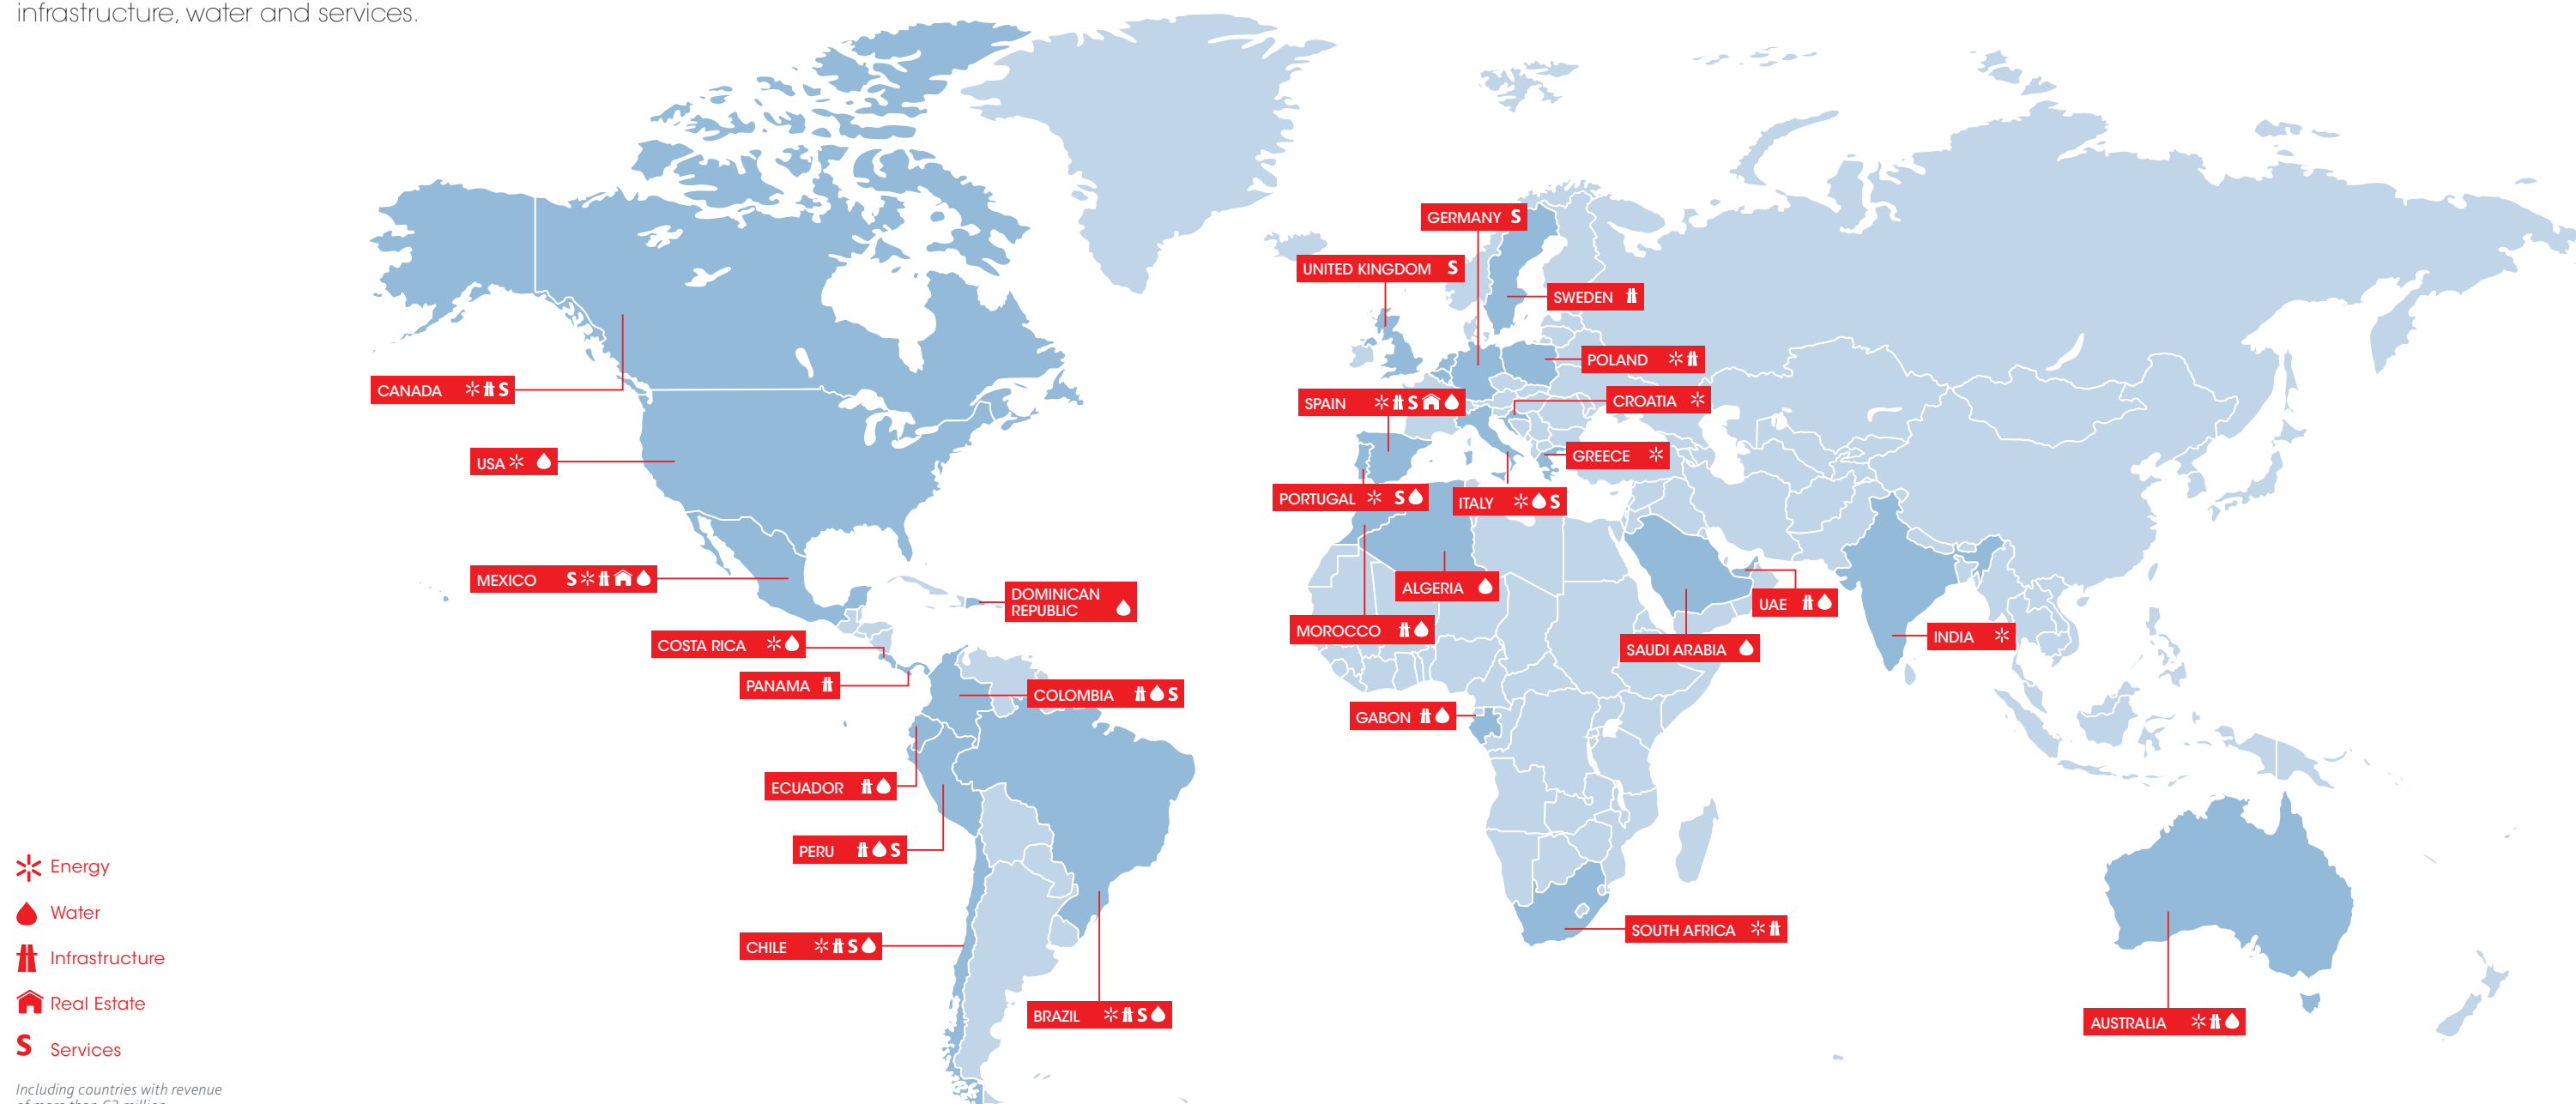 infrastructure, water and services.
GERMANY S
UNITED KINGDOM S
SWEDEN
POLAND
CANADA S
SPAIN S
CROATIA
USA
GREECE
PORTUGAL S
ITALY S
MEXICO S
DOMINICAN
REPUBLIC
ALGERIA
UAE
MOROCCO
INDIA
COSTA RICA
SAUDI ARABIA
PANAMA
COLOMBIA S
GABON
ECUADOR
PERU S
Energy
Water
SOUTH AFRICA
CHILE S
Infrastructure
Real Estate
BRAZIL S
AUSTRALIA
S Services
Including countries with revenue